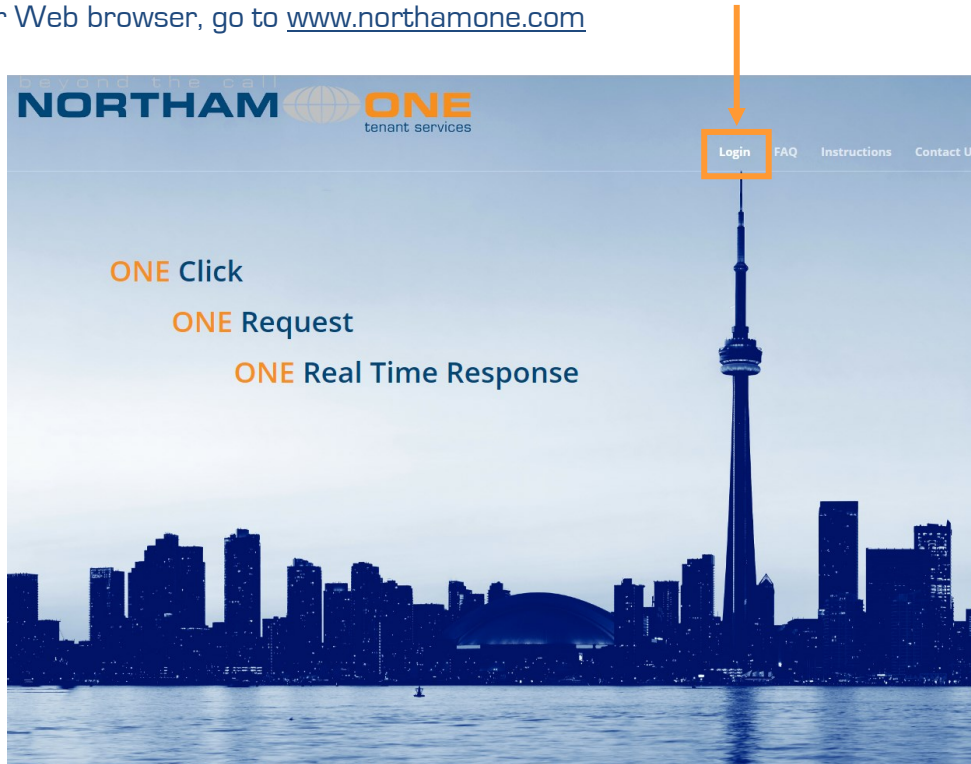 r Web browser, go to www.northamone.com
beyond the call
NORTHAM ONE
tenant services
Login FAQ Instructions Contact U
ONE Click
ONE Request
ONE Real Time Response